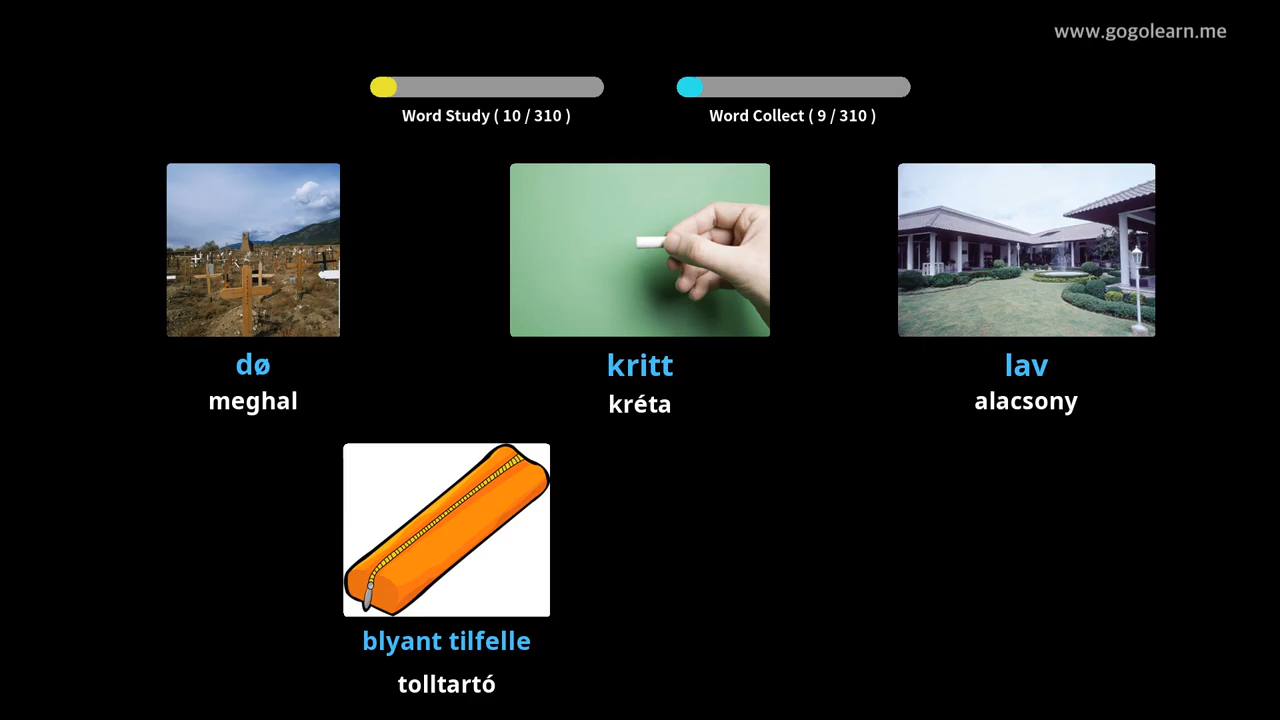 www.gogolearn.me
Word Study ( 10 / 310 )
Word Collect ( 9 / 310 )
dø
meghal
kritt
kréta
lav
alacsony
blyant tilfelle
tolltartó